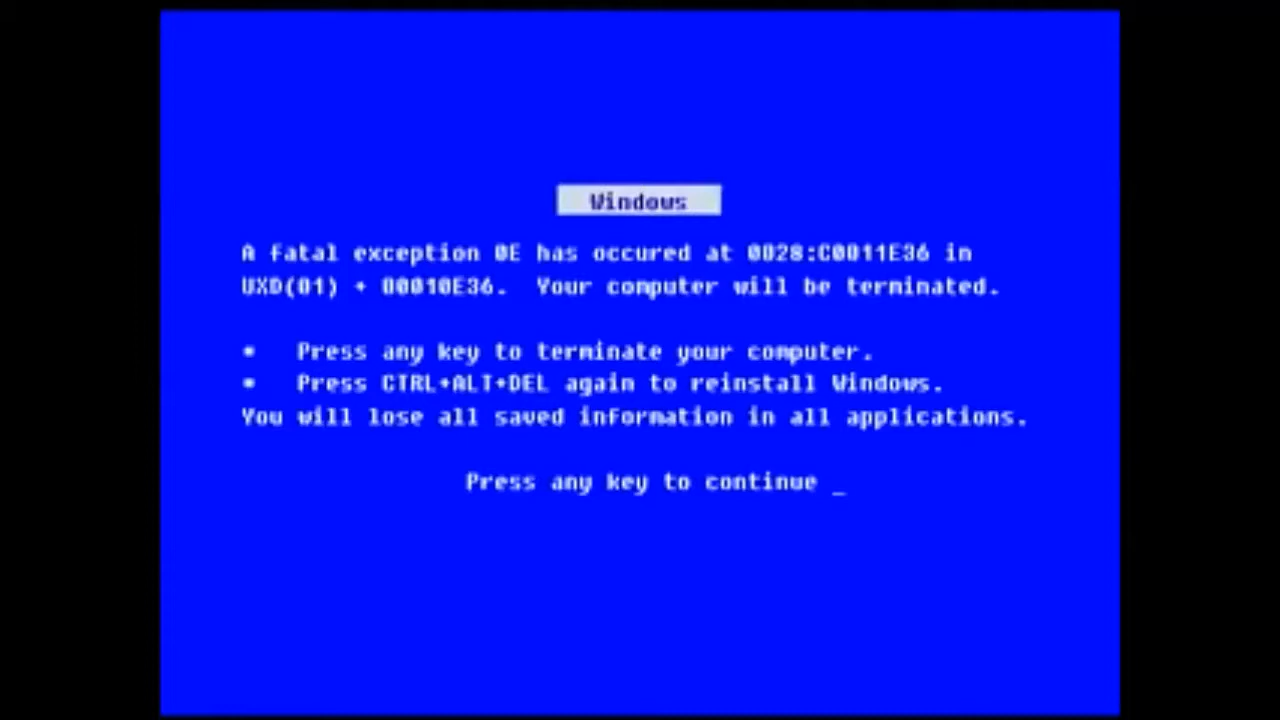 Windows
A fatal exception 0E has occured at 0028:C0011E36 in
UXD(01) + 00010E36. Your computer will be terminated.
• Press any key to terminate your computer.
• Press CTRL+ALT+DEL again to reinstall Windows.
You will lose all saved information in all applications.
Press any key to continue _